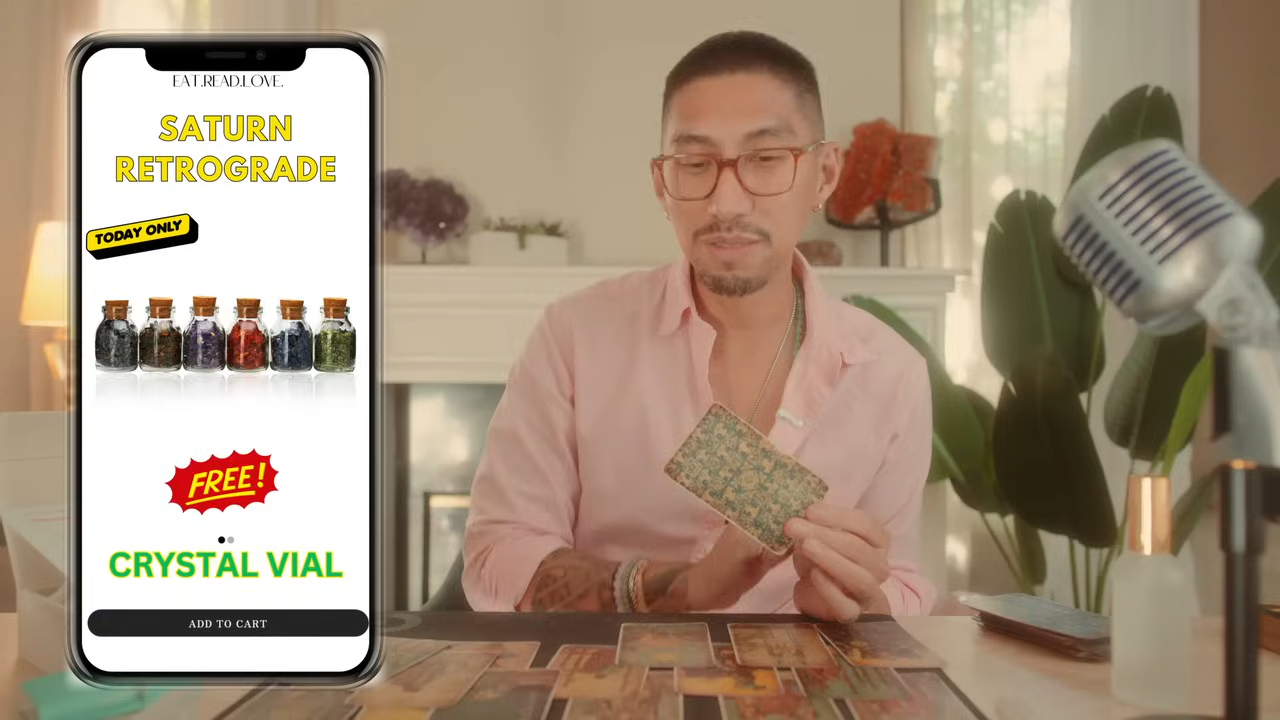 EAT.READ.LOVE.
SATURN
RETROGRADE
TODAY ONLY
FREE!
CRYSTAL VIAL
ADD TO CART